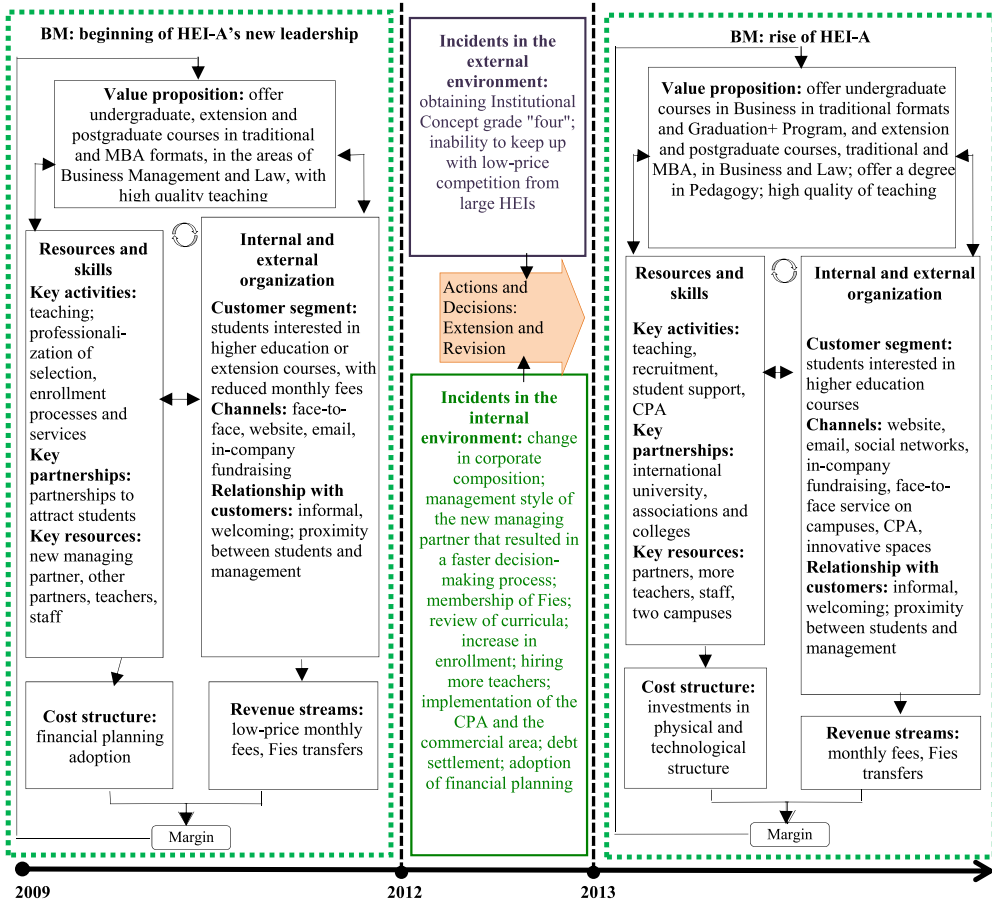 BM: beginning of HEI-A's new leadership
Value proposition: offer
undergraduate, extension and
postgraduate courses in traditional
and MBA formats, in the areas of
Business Management and Law, with
high quality teaching
Resources and
skills
Key activities:
teaching;
professionali-
zation of
selection,
enrollment
processes and
services
Key
partnerships:
partnerships to
attract students
Key resources:
new managing
partner, other
partners, teachers,
staff
Internal and
external
organization
Customer segment:
students interested in
higher education or
extension courses, with
reduced monthly fees
Channels: face-to-
face, website, email,
in-company
fundraising
Relationship with
customers: informal,
welcoming; proximity
between students and
management
Cost structure:
financial planning
adoption
Revenue streams:
low-price monthly
fees, Fies transfers
Margin
Incidents in the
external environment:
obtaining Institutional
Concept grade "four";
inability to keep up
with low-price
competition from
large HEIs
Actions and
Decisions:
Extension and
Revision
Incidents in the
internal
environment: change
in corporate
composition;
management style of
the new managing
partner that resulted in
a faster decision-
making process;
membership of Fies;
review of curricula;
increase in
enrollment; hiring
more teachers;
implementation of the
CPA and the
commercial area; debt
settlement; adoption
of financial planning
BM: rise of HEI-A
Value proposition: offer undergraduate
courses in Business in traditional formats
and Graduation+ Program, and extension
and postgraduate courses, traditional and
MBA, in Business and Law; offer a
degree in Pedagogy; high quality of
teaching
Resources and
skills
Key activities:
teaching,
recruitment,
student support,
CPA
Key
partnerships:
international
university,
associations and
colleges
Key resources:
partners, more
teachers, staff,
two campuses
Internal and external
organization
Customer segment:
students interested in
higher education
courses
Channels: website,
email, social networks,
in-company
fundraising, face-to-
face service on
campuses, CPA,
innovative spaces
Relationship with
customers: informal,
welcoming; proximity
between students and
management
Cost structure:
investments in
physical and
technological
structure
Revenue streams:
monthly fees, Fies
transfers
Margin
2009
2012
2013